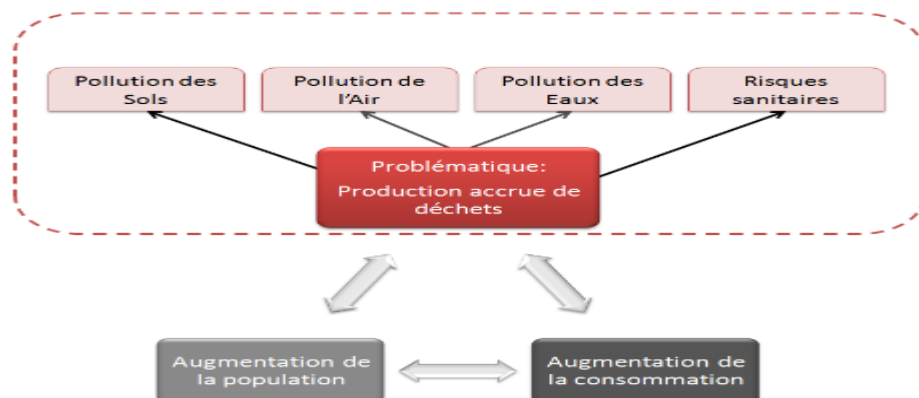 Pollution des
Sols
Pollution de
l'Air
Pollution des
Eaux
Risques
sanitaires
Problématique:
Production accrue de
déchets
Augmentation de
la population
Augmentation de
la consommation